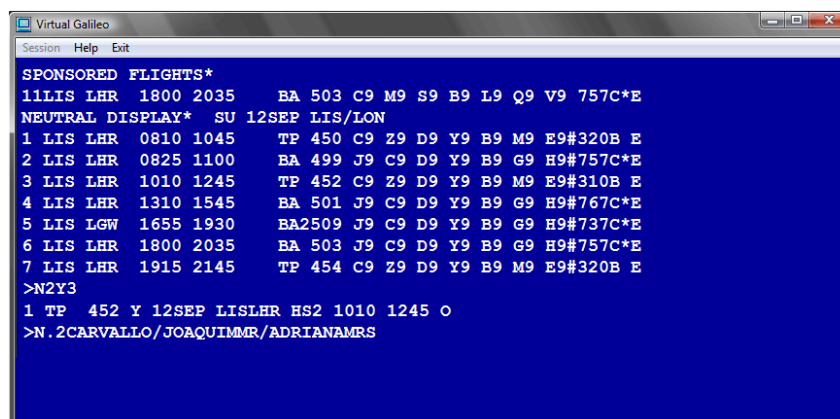 Virtual Galileo
Session Help Exit
SPONSORED FLIGHTS*
11LIS LHR 1800 2035 BA 503 C9 M9 S9 B9 L9 Q9 V9 757C*E
NEUTRAL DISPLAY* SU 12SEP LIS/LON
1 LIS LHR 0810 1045 TP 450 C9 Z9 D9 Y9 B9 M9 E9#320B E
2 LIS LHR 0825 1100 BA 499 J9 C9 D9 Y9 B9 G9 H9#757C*E
3 LIS LHR 1010 1245 TP 452 C9 Z9 D9 Y9 B9 M9 E9#310B E
4 LIS LHR 1310 1545 BA 501 J9 C9 D9 Y9 B9 G9 H9#767C*E
5 LIS LGW 1655 1930 BA2509 J9 C9 D9 Y9 B9 G9 H9#737C*E
6 LIS LHR 1800 2035 BA 503 J9 C9 D9 Y9 B9 G9 H9#757C*E
7 LIS LHR 1915 2145 TP 454 C9 Z9 D9 Y9 B9 M9 E9#320B E
>N2Y3
1 TP 452 Y 12SEP LISLHR HS2 1010 1245 O
>N.2CARVALLO/JOAQUIMMR/ADRIANAMRS